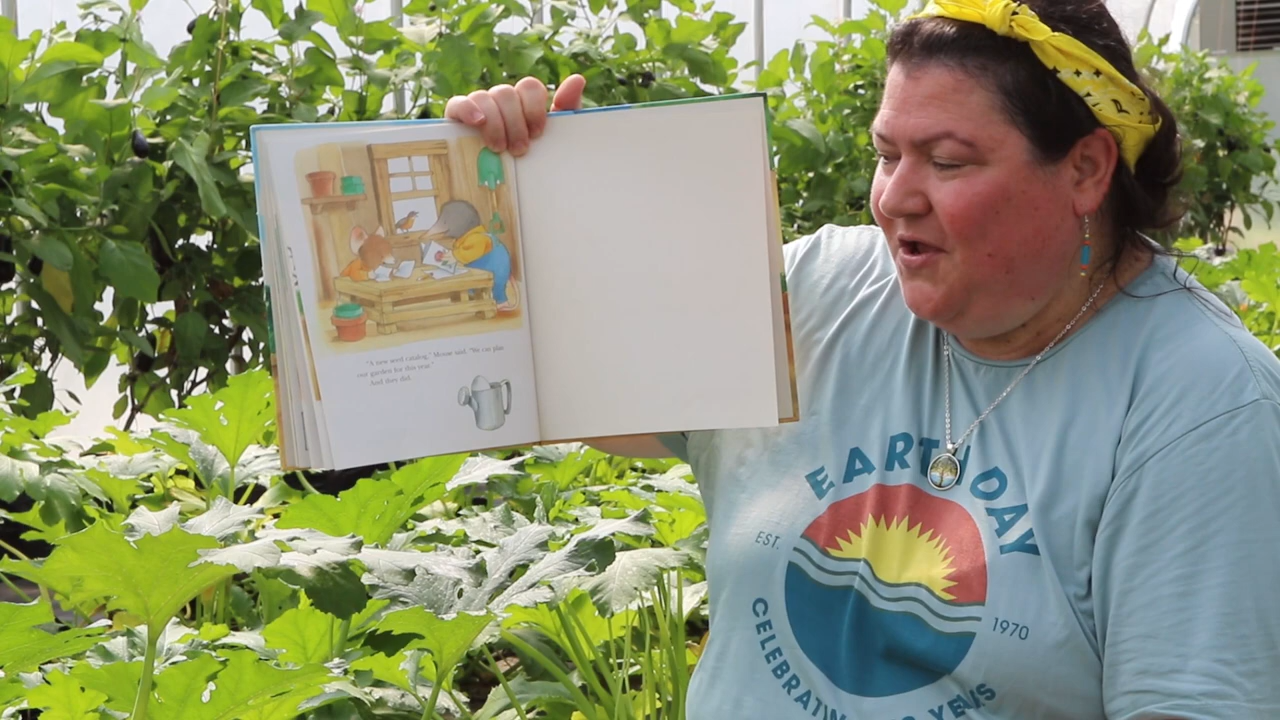 "A new seed catalog," Mouse said. "We can plan
our garden for this year."
And they did.
EARTH DAY
EST.
1970
CELEBRATING YEARS